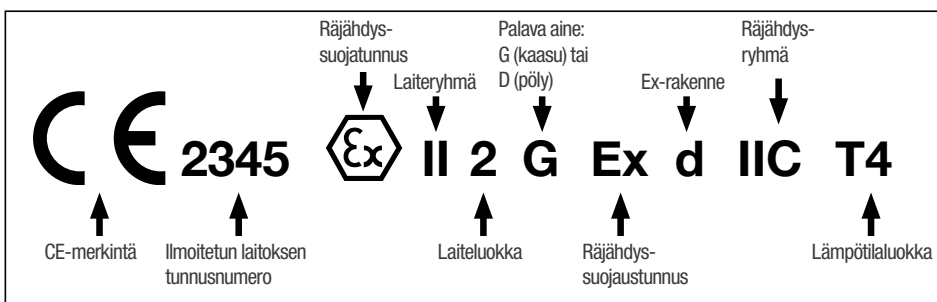 Räjähdys-
suojatunnus
Laiteryhmä
Palava aine:
G (kaasu) tai
D (pöly)
Ex-rakenne
Räjähdys-
ryhmä
CE 2345 Ex II 2 G Ex d IIC T4
CE-merkintä
Ilmoitetun laitoksen
tunnusnumero
Laiteluokka
Räjähdys-
suojaustunnus
Lämpötilaluokka